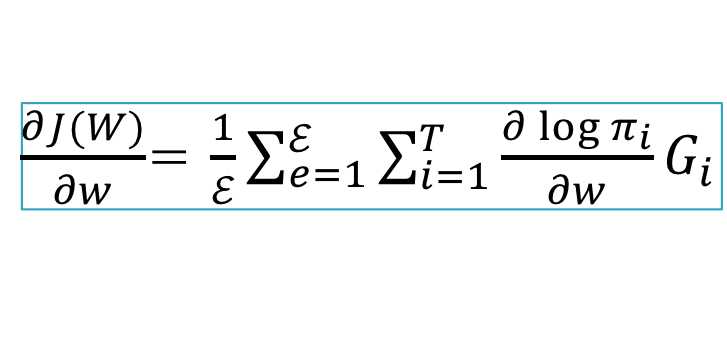 ∂J(W)/∂w = 1/ℰ ∑_{e=1}^{ℰ} ∑_{i=1}^{T} ∂ log π_i/∂w G_i